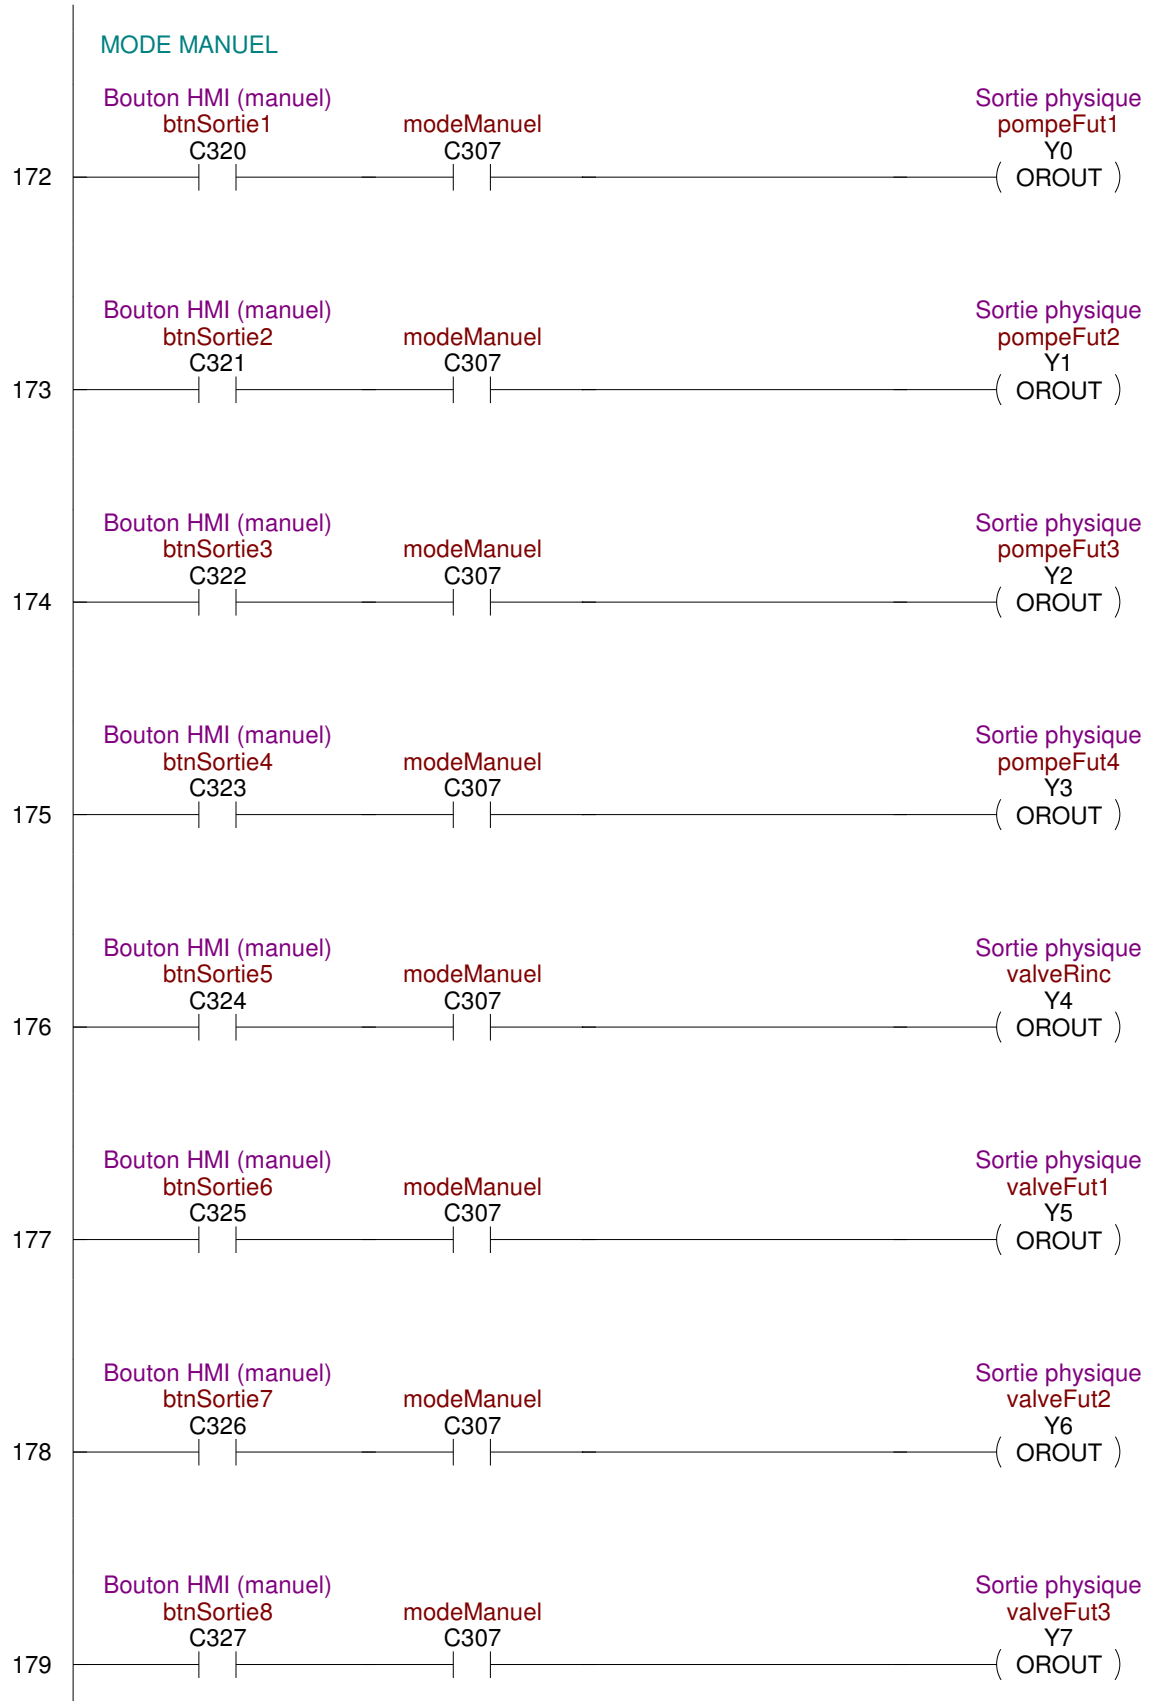 MODE MANUEL
Bouton HMI (manuel) Sortie physique
btnSortie1 modeManuel pompeFut1
C320 C307 Y0
172 OROUT
Bouton HMI (manuel) Sortie physique
btnSortie2 modeManuel pompeFut2
C321 C307 Y1
173 OROUT
Bouton HMI (manuel) Sortie physique
btnSortie3 modeManuel pompeFut3
C322 C307 Y2
174 OROUT
Bouton HMI (manuel) Sortie physique
btnSortie4 modeManuel pompeFut4
C323 C307 Y3
175 OROUT
Bouton HMI (manuel) Sortie physique
btnSortie5 modeManuel valveRinc
C324 C307 Y4
176 OROUT
Bouton HMI (manuel) Sortie physique
btnSortie6 modeManuel valveFut1
C325 C307 Y5
177 OROUT
Bouton HMI (manuel) Sortie physique
btnSortie7 modeManuel valveFut2
C326 C307 Y6
178 OROUT
Bouton HMI (manuel) Sortie physique
btnSortie8 modeManuel valveFut3
C327 C307 Y7
179 OROUT